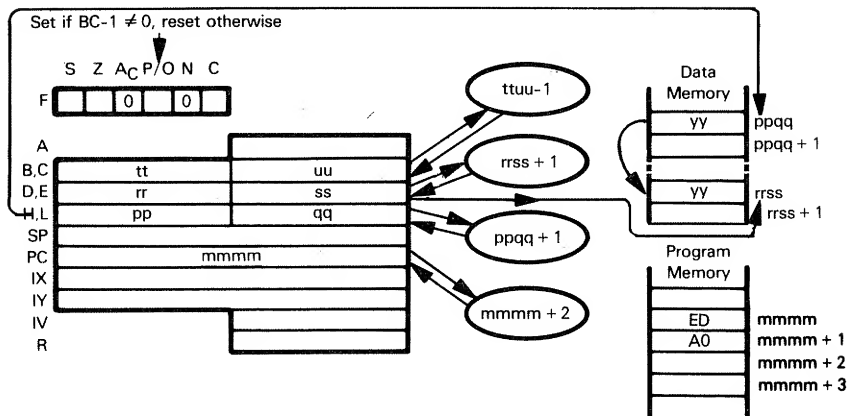 Set if BC-1 ≠ 0, reset otherwise
S Z AC P/O N C
F 0 0
A
B,C tt uu
D,E rr ss
H,L pp qq
SP
PC mmmm
IX
IY
IV
R
ttuu-1
rrss + 1
ppqq + 1
mmmm + 2
Data
Memory
yy ppqq
ppqq + 1
yy rrss
rrss + 1
Program
Memory
ED mmmm
A0 mmmm + 1
mmmm + 2
mmmm + 3